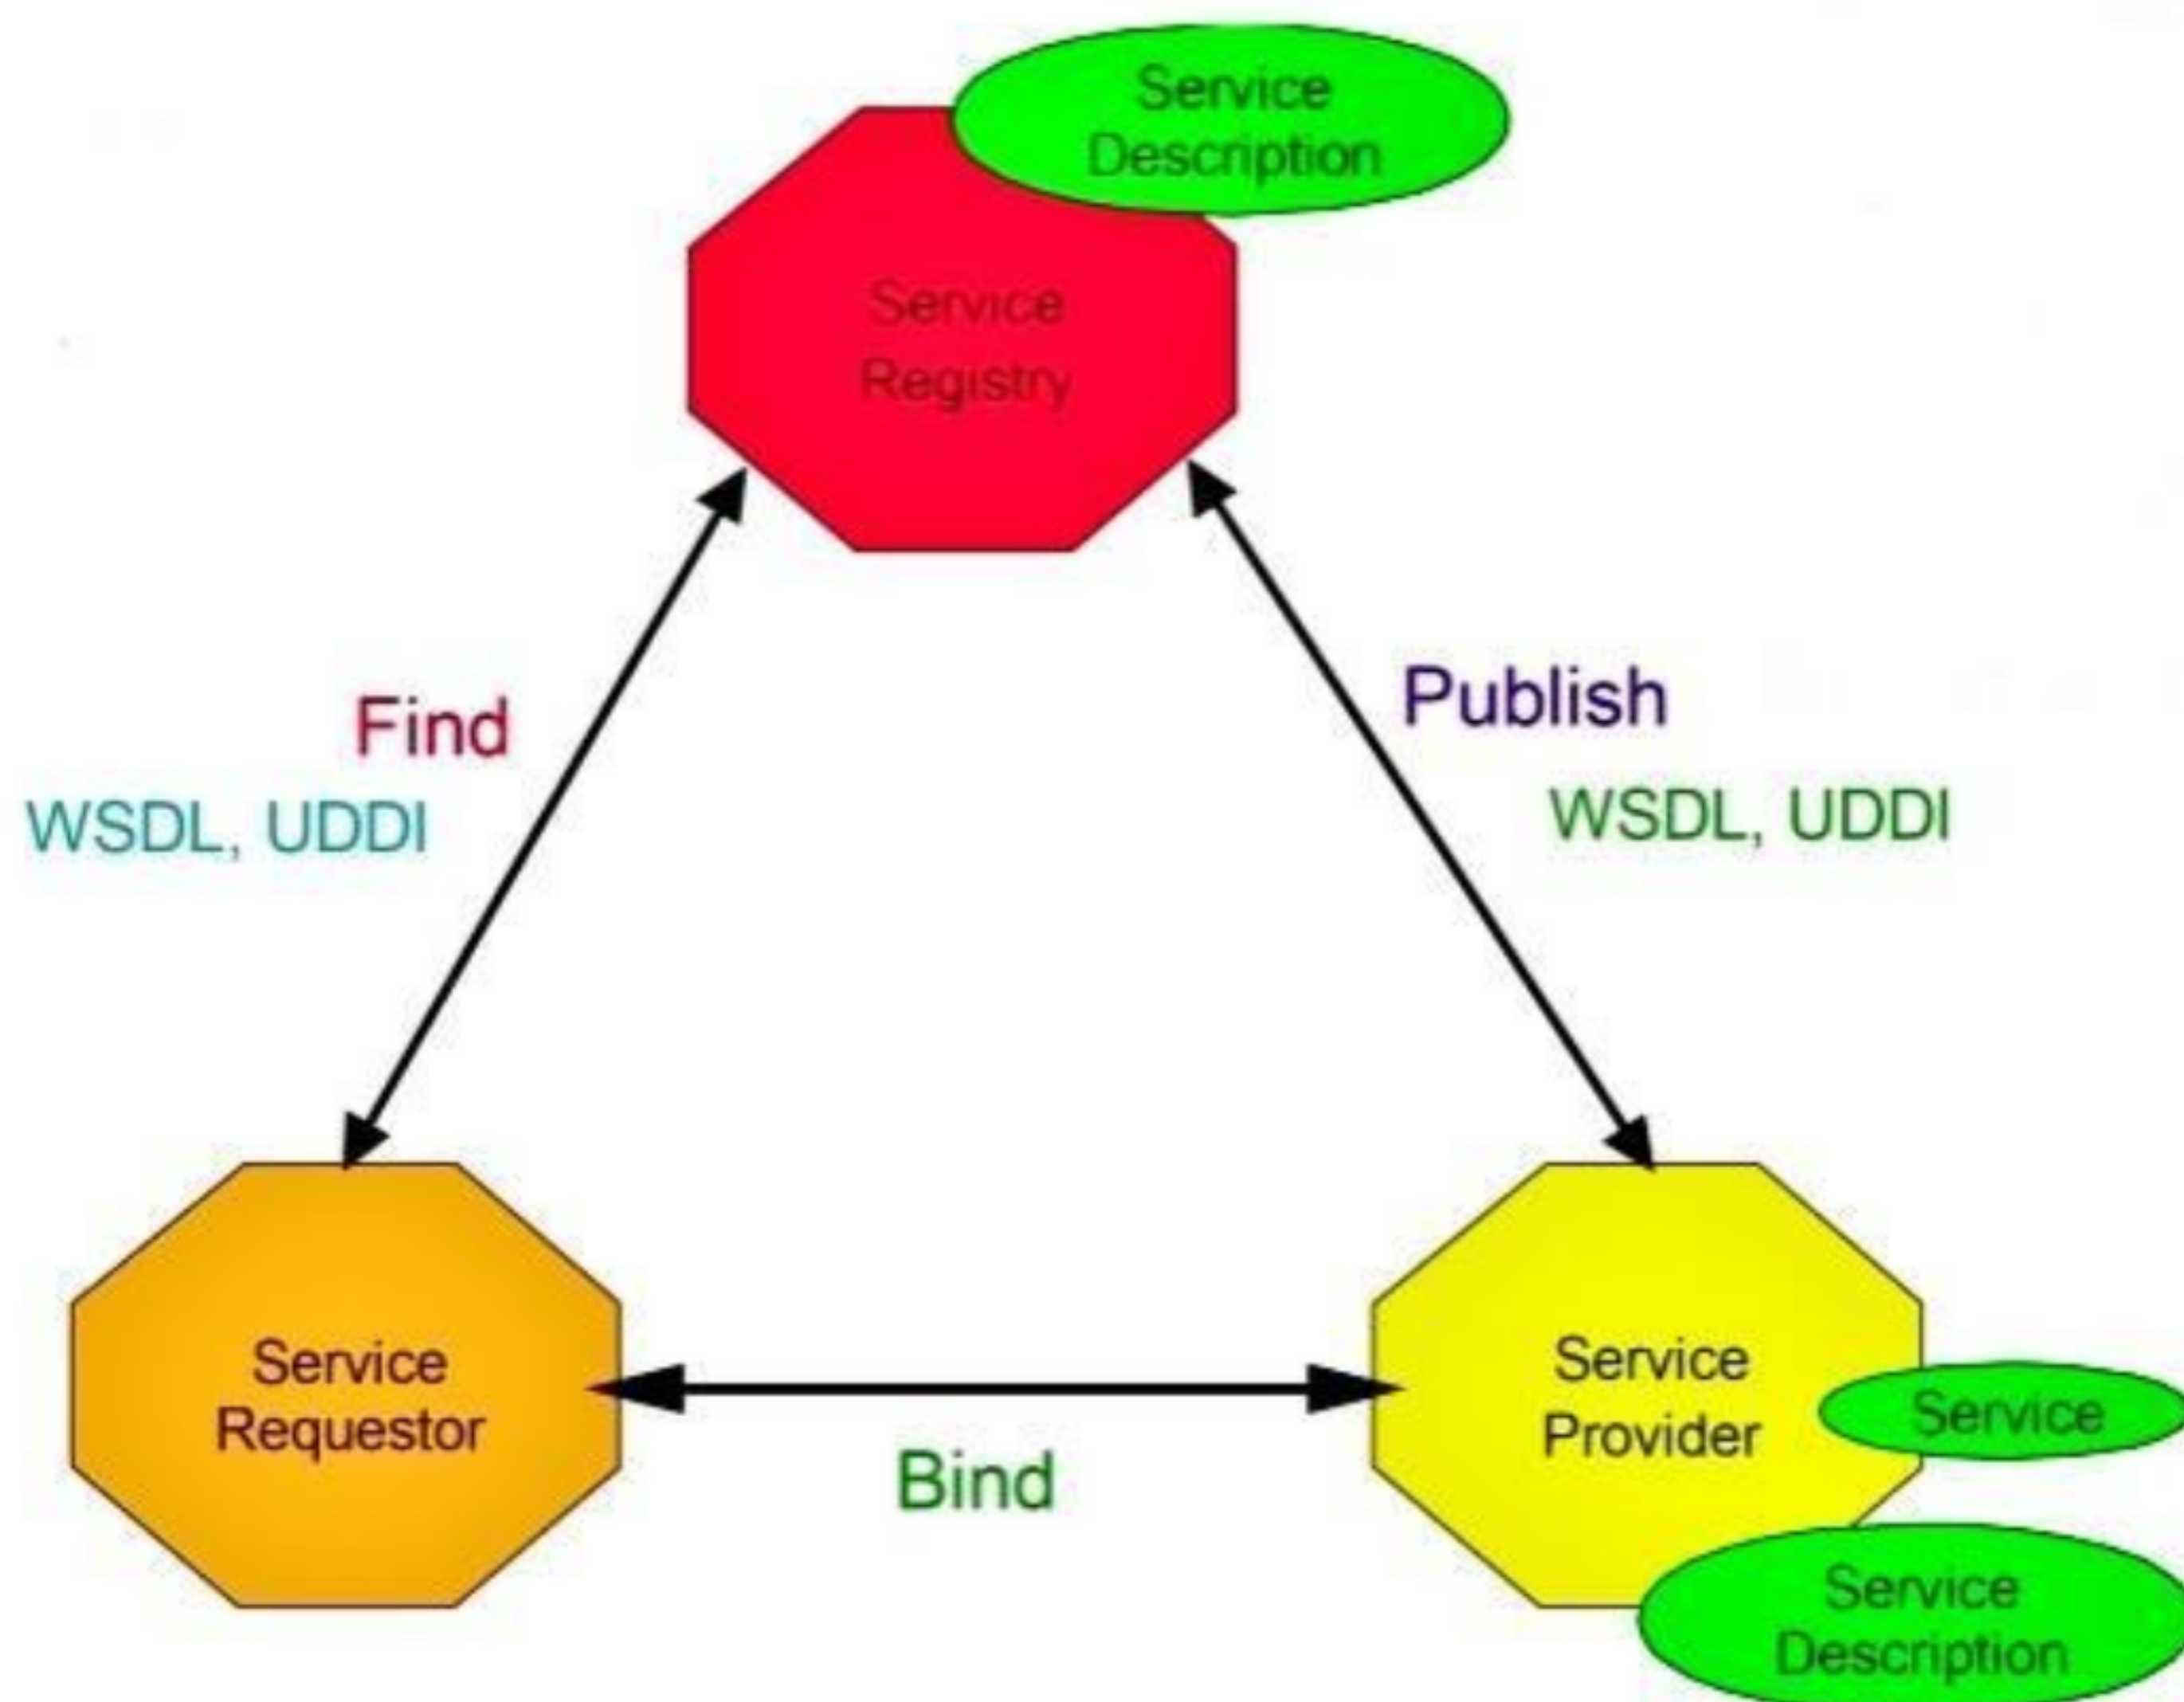 Service
Description
Service
Registry
Find
Publish
WSDL, UDDI
WSDL, UDDI
Service
Requestor
Bind
Service
Provider
Service
Service
Description